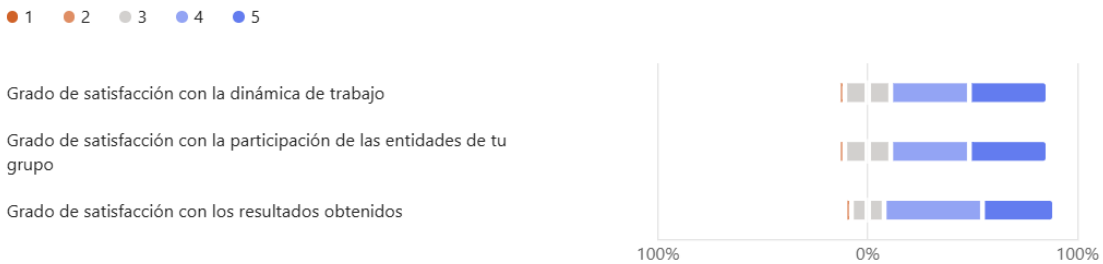 1 2 3 4 5
Grado de satisfacción con la dinámica de trabajo
Grado de satisfacción con la participación de las entidades de tu
grupo
Grado de satisfacción con los resultados obtenidos
100% 0% 100%